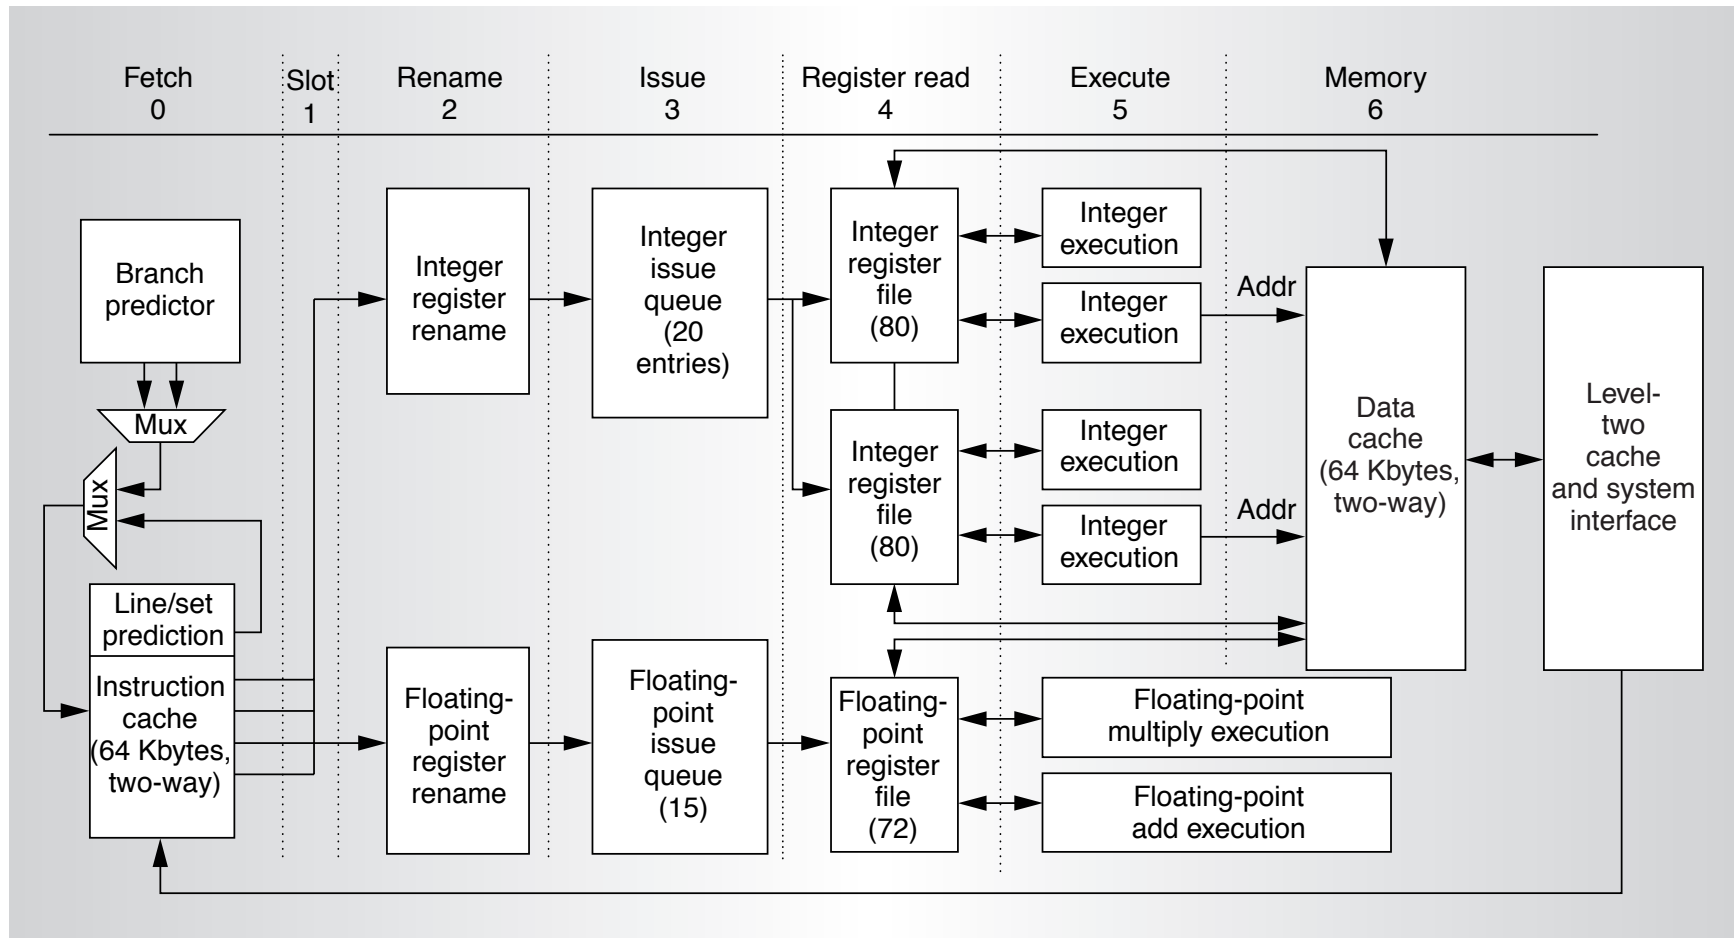 Fetch
0
Slot
1
Rename
2
Issue
3
Register read
4
Execute
5
Memory
6
Branch
predictor
Mux
Mux
Line/set
prediction
Instruction
cache
(64 Kbytes,
two-way)
Integer
register
rename
Floating-
point
register
rename
Integer
issue
queue
(20
entries)
Floating-
point
issue
queue
(15)
Integer
register
file
(80)
Integer
register
file
(80)
Floating-
point
register
file
(72)
Integer
execution
Integer
execution
Integer
execution
Integer
execution
Floating-point
multiply execution
Floating-point
add execution
Addr
Addr
Data
cache
(64 Kbytes,
two-way)
Level-
two
cache
and system
interface